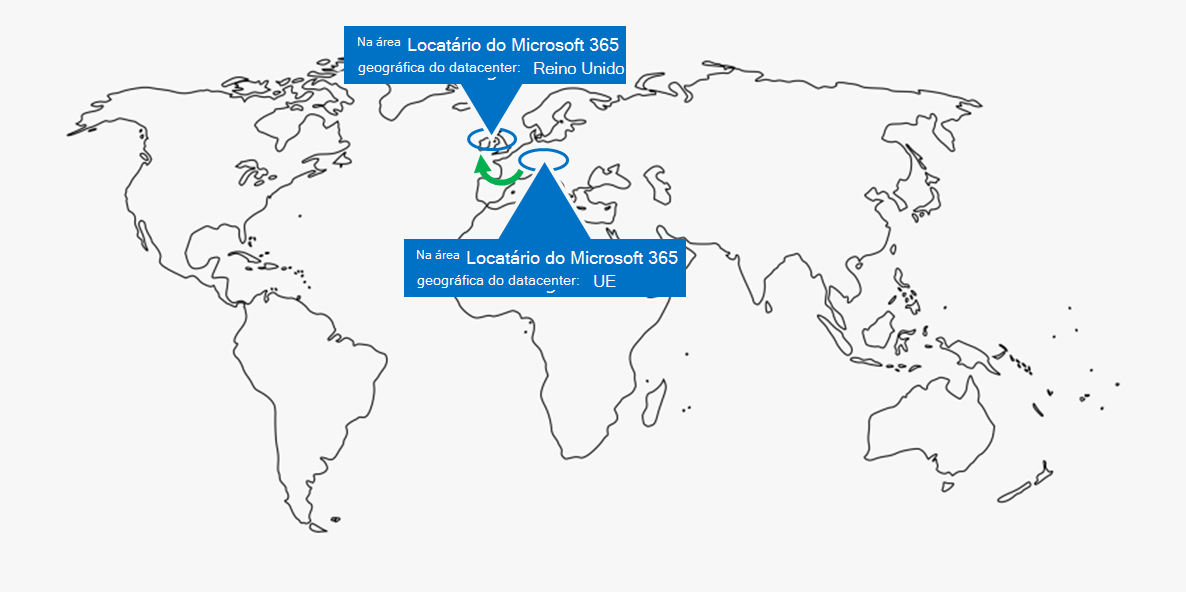 Na área Locatário do Microsoft 365
geográfica do datacenter: Reino Unido
Na área Locatário do Microsoft 365
geográfica do datacenter: UE